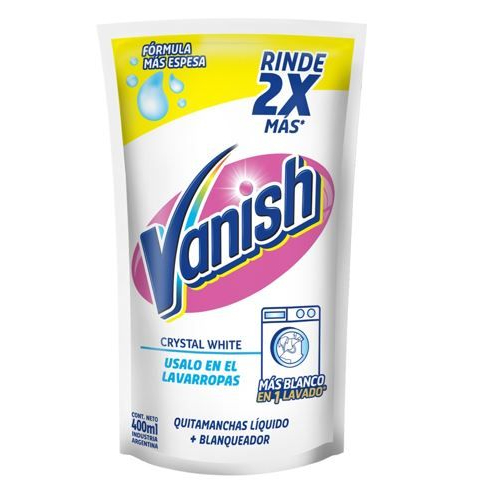 FÓRMULA
MÁS ESPESA
RINDE
2X
MÁS*
Vanish
CRYSTAL WHITE
USALO EN EL
LAVARROPAS
MÁS BLANCO
EN 1 LAVADO*
CONT. NETO
400ml
INDUSTRIA
ARGENTINA
QUITAMANCHAS LÍQUIDO
+ BLANQUEADOR